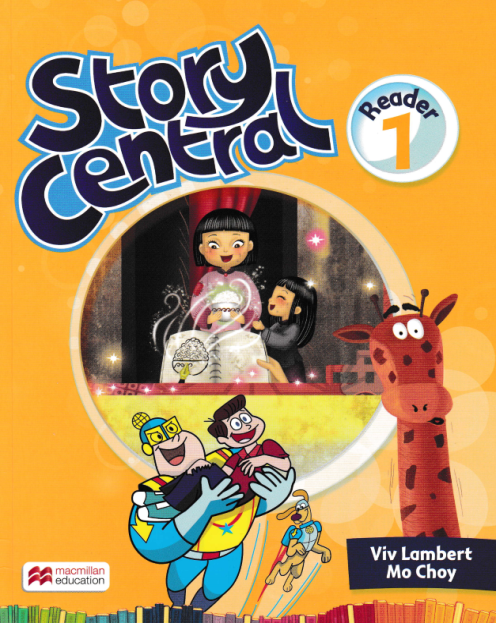 Story
Central
Reader
1
Viv Lambert
Mo Choy
macmillan
education